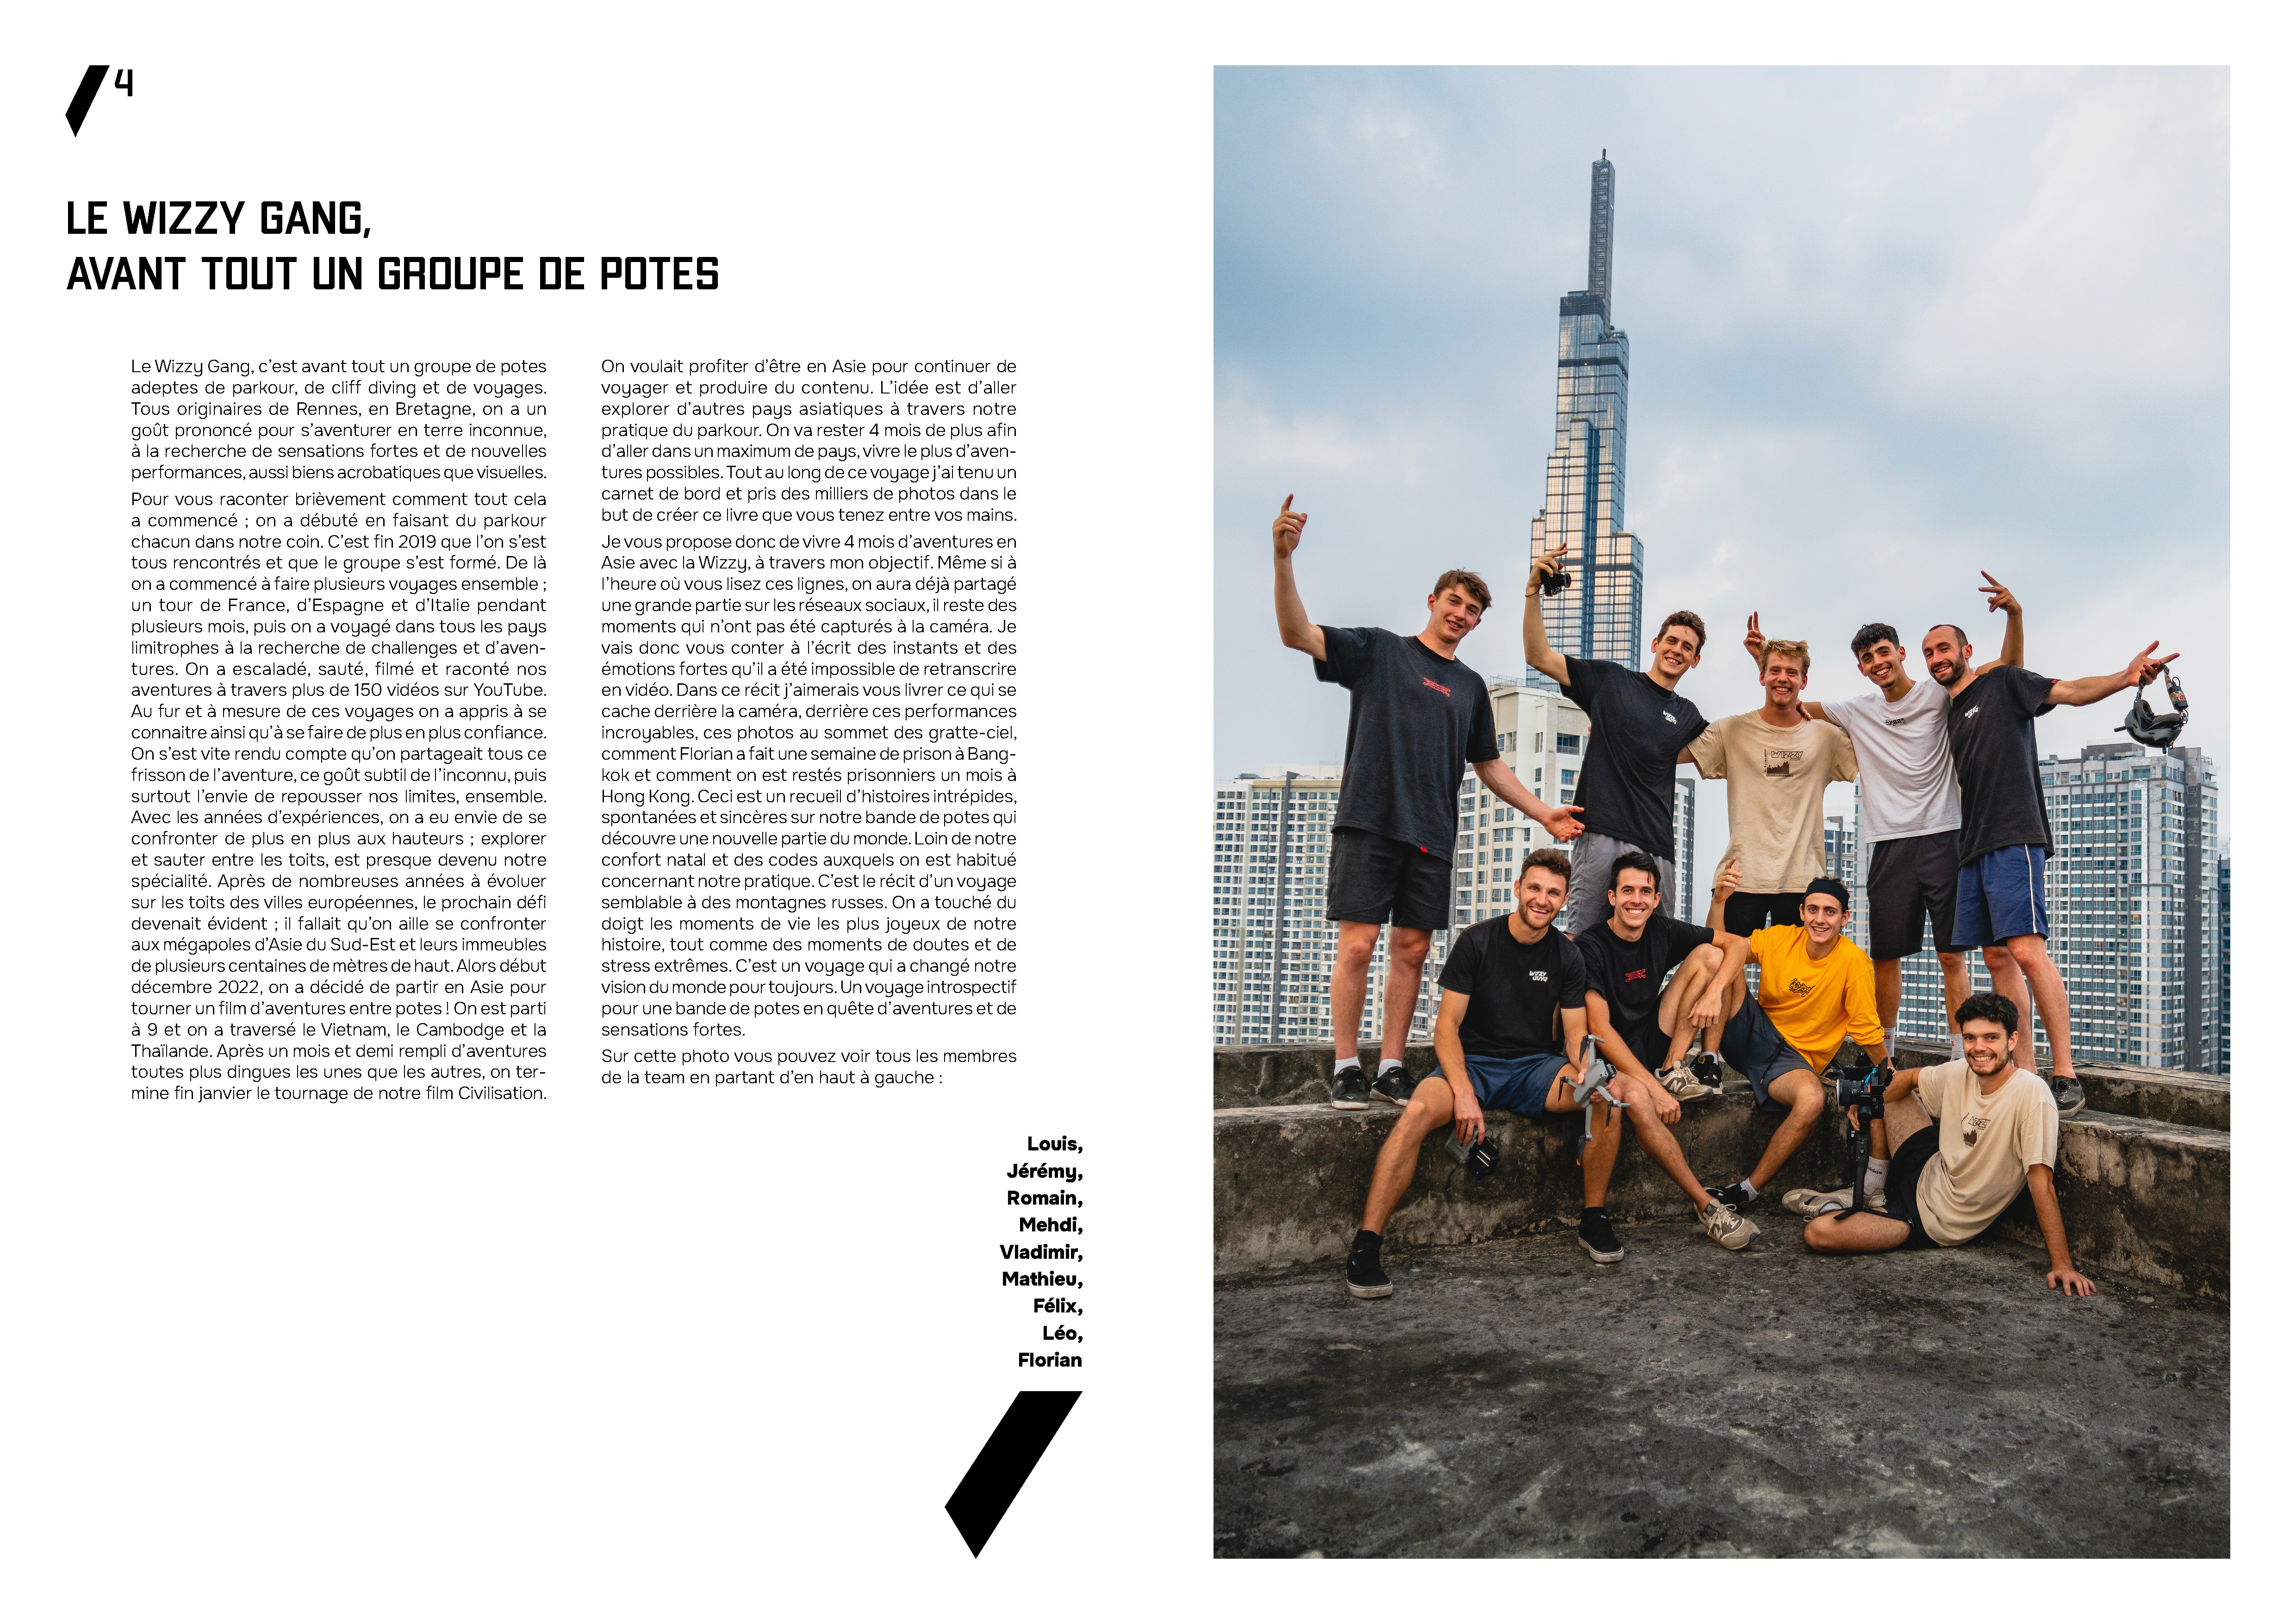 4
LE WIZZY GANG,
AVANT TOUT UN GROUPE DE POTES
Le Wizzy Gang, c'est avant tout un groupe de potes
adeptes de parkour, de cliff diving et de voyages.
Tous originaires de Rennes, en Bretagne, on a un
goût prononcé pour s'aventurer en terre inconnue,
à la recherche de sensations fortes et de nouvelles
performances, aussi biens acrobatiques que visuelles.
Pour vous raconter brièvement comment tout cela
a commencé ; on a débuté en faisant du parkour
chacun dans notre coin. C'est fin 2019 que l'on s'est
tous rencontrés et que le groupe s'est formé. De là
on a commencé à faire plusieurs voyages ensemble ;
un tour de France, d'Espagne et d'Italie pendant
plusieurs mois, puis on a voyagé dans tous les pays
limitrophes à la recherche de challenges et d'aven-
tures. On a escaladé, sauté, filmé et raconté nos
aventures à travers plus de 150 vidéos sur YouTube.
Au fur et à mesure de ces voyages on a appris à se
connaitre ainsi qu'à se faire de plus en plus confiance.
On s'est vite rendu compte qu'on partageait tous ce
frisson de l'aventure, ce goût subtil de l'inconnu, puis
surtout l'envie de repousser nos limites, ensemble.
Avec les années d'expériences, on a eu envie de se
confronter de plus en plus aux hauteurs ; explorer
et sauter entre les toits, est presque devenu notre
spécialité. Après de nombreuses années à évoluer
sur les toits des villes européennes, le prochain défi
devenait évident ; il fallait qu'on aille se confronter
aux mégapoles d'Asie du Sud-Est et leurs immeubles
de plusieurs centaines de mètres de haut. Alors début
décembre 2022, on a décidé de partir en Asie pour
tourner un film d'aventures entre potes ! On est parti
à 9 et on a traversé le Vietnam, le Cambodge et la
Thaïlande. Après un mois et demi rempli d'aventures
toutes plus dingues les unes que les autres, on ter-
mine fin janvier le tournage de notre film Civilisation.
On voulait profiter d'être en Asie pour continuer de
voyager et produire du contenu. L'idée est d'aller
explorer d'autres pays asiatiques à travers notre
pratique du parkour. On va rester 4 mois de plus afin
d'aller dans un maximum de pays, vivre le plus d'aven-
tures possibles. Tout au long de ce voyage j'ai tenu un
carnet de bord et pris des milliers de photos dans le
but de créer ce livre que vous tenez entre vos mains.
Je vous propose donc de vivre 4 mois d'aventures en
Asie avec la Wizzy, à travers mon objectif. Même si à
l'heure où vous lisez ces lignes, on aura déjà partagé
une grande partie sur les réseaux sociaux, il reste des
moments qui n'ont pas été capturés à la caméra. Je
vais donc vous conter à l'écrit des instants et des
émotions fortes qu'il a été impossible de retranscrire
en vidéo. Dans ce récit j'aimerais vous livrer ce qui se
cache derrière la caméra, derrière ces performances
incroyables, ces photos au sommet des gratte-ciel,
comment Florian a fait une semaine de prison à Bang-
kok et comment on est restés prisonniers un mois à
Hong Kong. Ceci est un recueil d'histoires intrépides,
spontanées et sincères sur notre bande de potes qui
découvre une nouvelle partie du monde. Loin de notre
confort natal et des codes auxquels on est habitué
concernant notre pratique. C'est le récit d'un voyage
semblable à des montagnes russes. On a touché du
doigt les moments de vie les plus joyeux de notre
histoire, tout comme des moments de doutes et de
stress extrêmes. C'est un voyage qui a changé notre
vision du monde pour toujours. Un voyage introspectif
pour une bande de potes en quête d'aventures et de
sensations fortes.
Sur cette photo vous pouvez voir tous les membres
de la team en partant d'en haut à gauche :
Louis,
Jérémy,
Romain,
Mehdi,
Vladimir,
Mathieu,
Félix,
Léo,
Florian
WIZZY
WIZZY
GANG